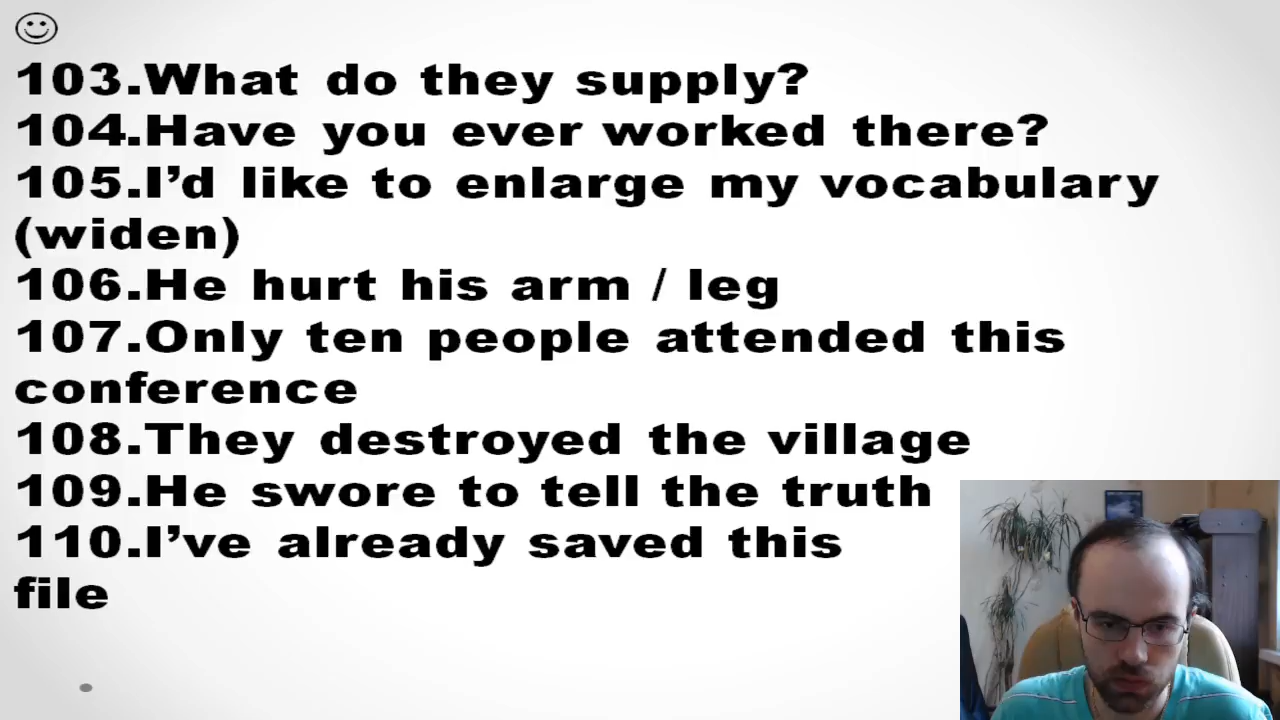 103.What do they supply?
104.Have you ever worked there?
105.I’d like to enlarge my vocabulary
(widen)
106.He hurt his arm / leg
107.Only ten people attended this
conference
108.They destroyed the village
109.He swore to tell the truth
110.I’ve already saved this
file